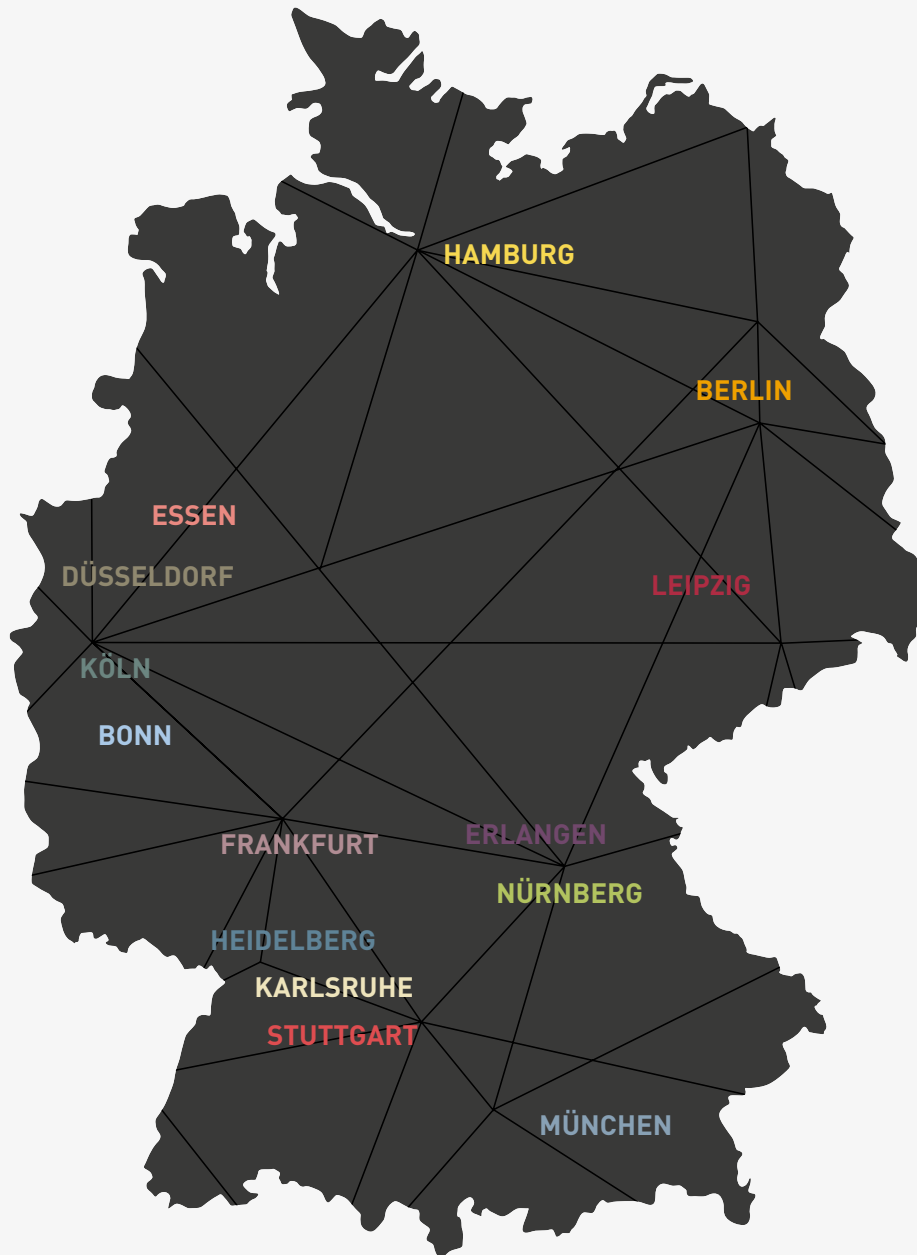 HAMBURG
BERLIN
ESSEN
DÜSSELDORF
LEIPZIG
KÖLN
BONN
ERLANGEN
FRANKFURT
NÜRNBERG
HEIDELBERG
KARLSRUHE
STUTTGART
MÜNCHEN